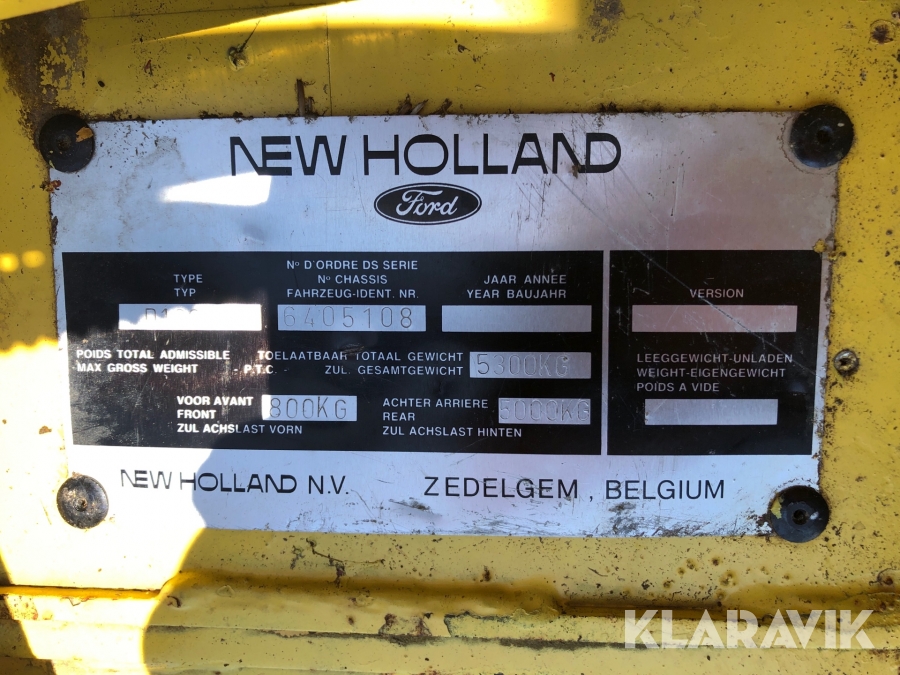 NEW HOLLAND
Ford
TYPE
TYP
Nº D'ORDRE DS SERIE
Nº CHASSIS
FAHRZEUG-IDENT. NR.
6405108
JAAR ANNÉE
YEAR BAUJAHR
VERSION
POIDS TOTAL ADMISSIBLE
MAX GROSS WEIGHT
TOELAATBAAR TOTAAL GEWICHT
- P.T.C. - ZUL. GESAMTGEWICHT
5300KG
LEEGGEWICHT-UNLADEN
WEIGHT-EIGENGEWICHT
POIDS A VIDE
VOOR AVANT
FRONT
ZUL ACHSLAST VORN
800KG
ACHTER ARRIERE
REAR
ZUL ACHSLAST HINTEN
5000KG
NEW HOLLAND N.V. ZEDELGEM, BELGIUM
KLARAVIK